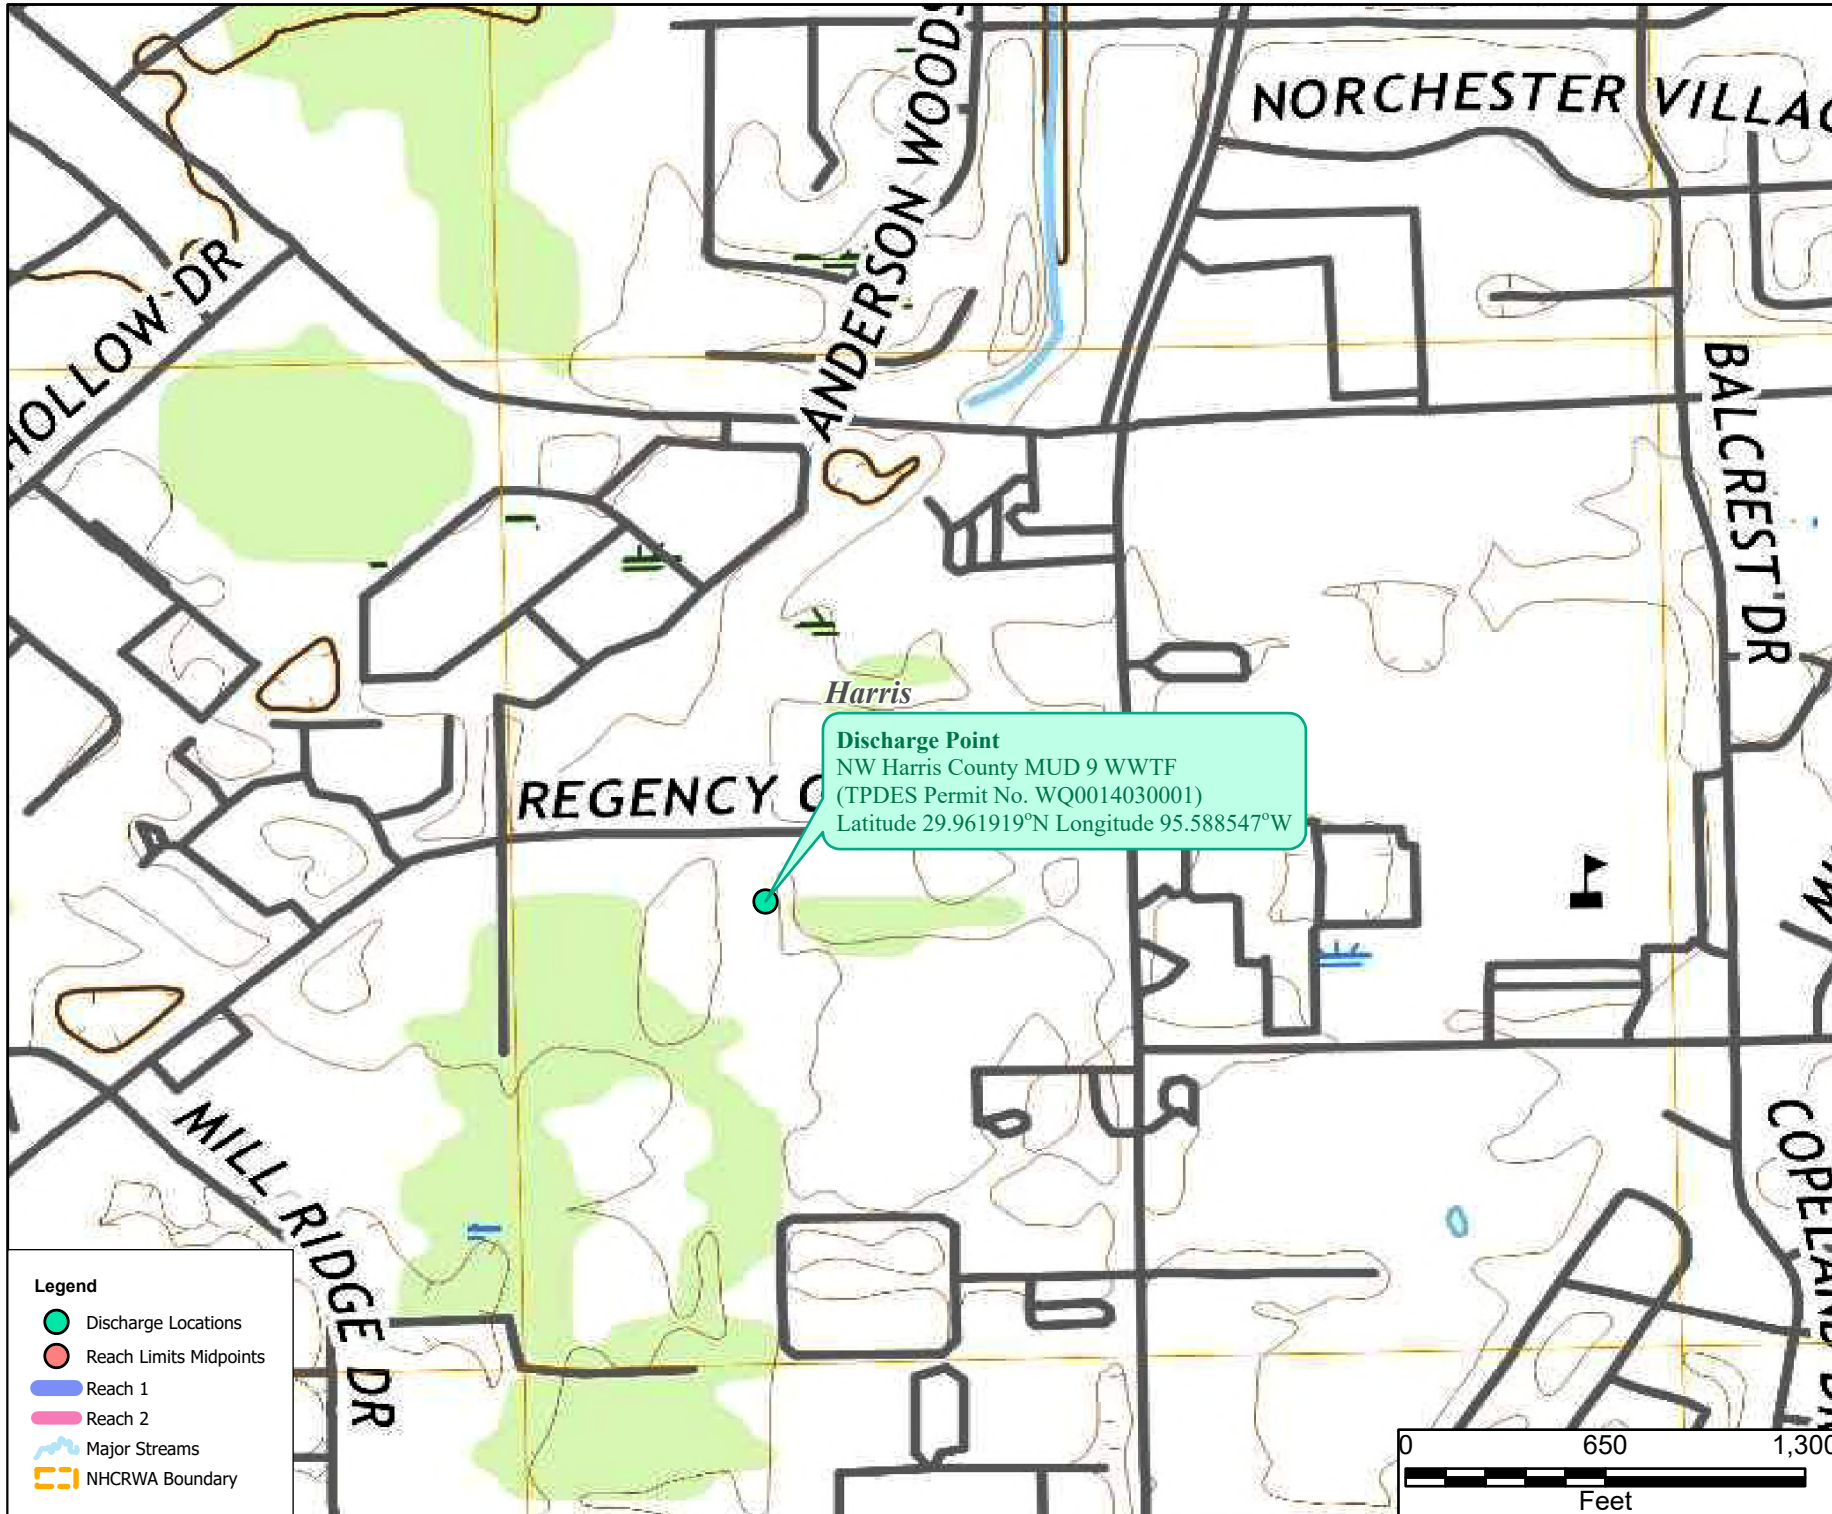 NORCHESTER VILLAG
ANDERSON WOODS
HOLLOW DR
BALCREST DR
Harris
Discharge Point
NW Harris County MUD 9 WWTF
(TPDES Permit No. WQ0014030001)
Latitude 29.961919°N Longitude 95.588547°W
REGENCY
MILL RIDGE DR
COPELAND
Legend
Discharge Locations
Reach Limits Midpoints
Reach 1
Reach 2
Major Streams
NHCRWA Boundary
0 650 1,300
Feet